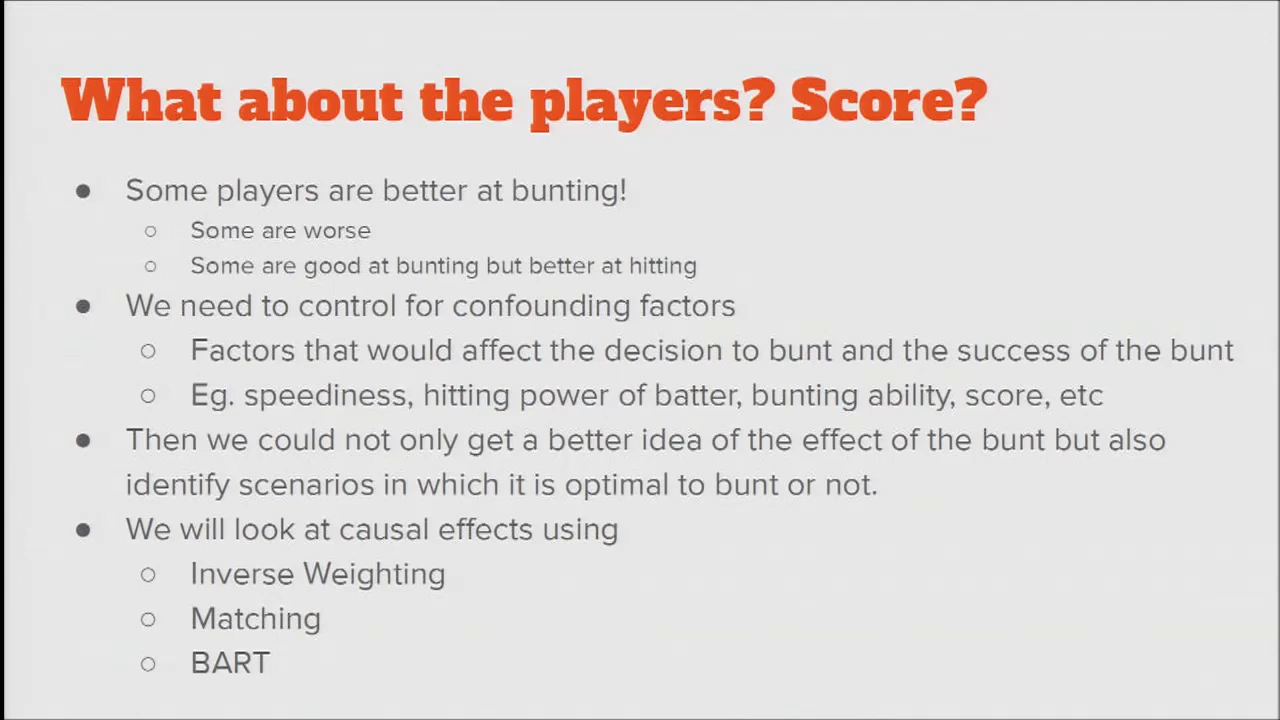 What about the players? Score?
● Some players are better at bunting!
○ Some are worse
○ Some are good at bunting but better at hitting
● We need to control for confounding factors
○ Factors that would affect the decision to bunt and the success of the bunt
○ Eg. speediness, hitting power of batter, bunting ability, score, etc
● Then we could not only get a better idea of the effect of the bunt but also
identify scenarios in which it is optimal to bunt or not.
● We will look at causal effects using
○ Inverse Weighting
○ Matching
○ BART